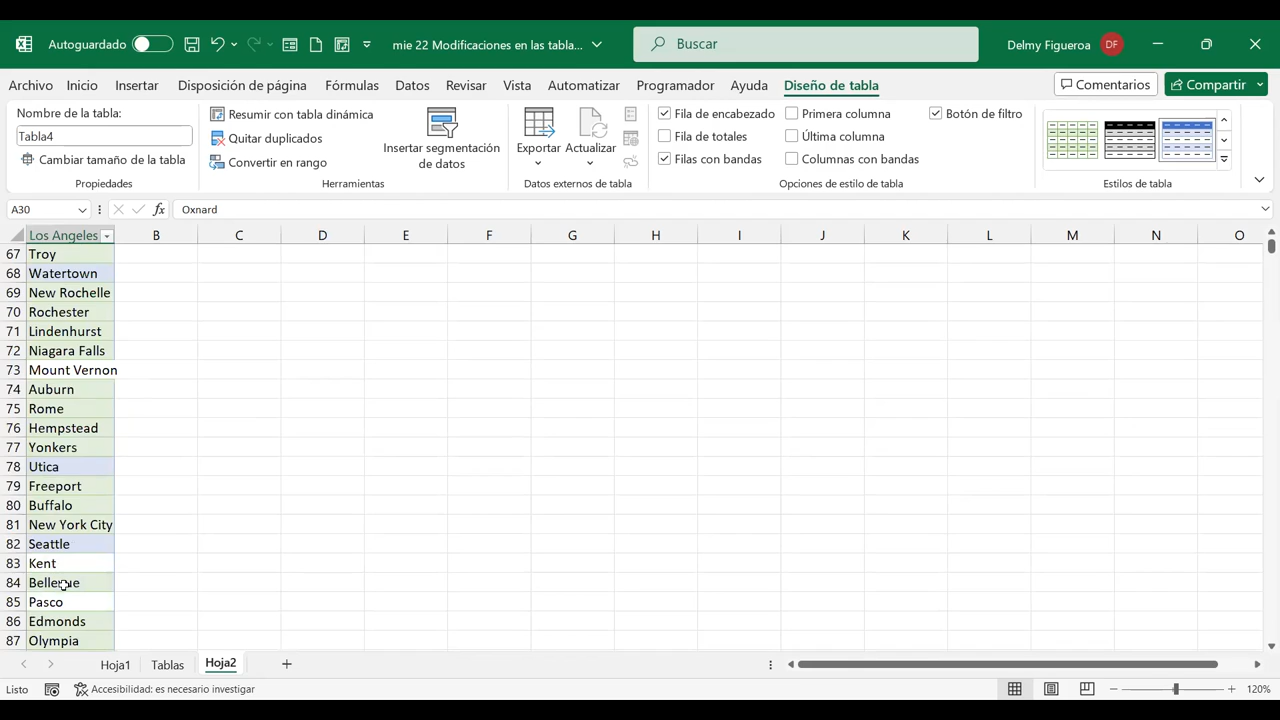 Autoguardado
mie 22 Modificaciones en las tabla...
Buscar
Delmy Figueroa DF
Archivo Inicio Insertar Disposición de página Fórmulas Datos Revisar Vista Automatizar Programador Ayuda Diseño de tabla Comentarios Compartir
Nombre de la tabla:
Tabla4
Cambiar tamaño de la tabla
Propiedades
Resumir con tabla dinámica
Quitar duplicados
Convertir en rango
Insertar segmentación
de datos
Herramientas
Exportar Actualizar
Datos externos de tabla
Fila de encabezado
Fila de totales
Filas con bandas
Primera columna
Última columna
Columnas con bandas
Botón de filtro
Opciones de estilo de tabla
Estilos de tabla
A30 fx Oxnard
Los Angeles B C D E F G H I J K L M N O
67 Troy
68 Watertown
69 New Rochelle
70 Rochester
71 Lindenhurst
72 Niagara Falls
73 Mount Vernon
74 Auburn
75 Rome
76 Hempstead
77 Yonkers
78 Utica
79 Freeport
80 Buffalo
81 New York City
82 Seattle
83 Kent
84 Bellevue
85 Pasco
86 Edmonds
87 Olympia
Hoja1 Tablas Hoja2
Listo Accesibilidad: es necesario investigar 120%